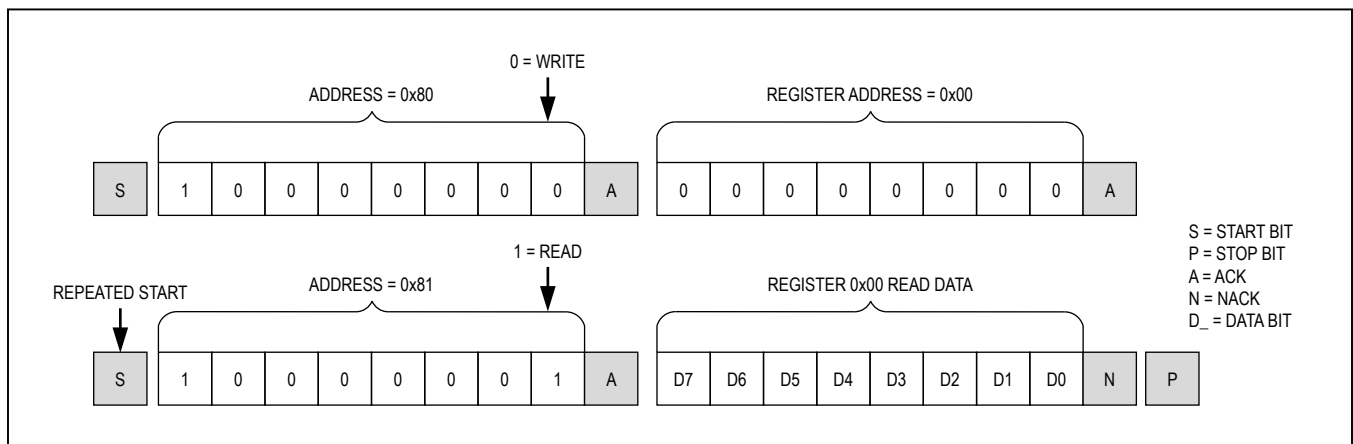 0 = WRITE
ADDRESS = 0x80 REGISTER ADDRESS = 0x00
S 1 0 0 0 0 0 0 0 A 0 0 0 0 0 0 0 0 A
1 = READ
REPEATED START ADDRESS = 0x81 REGISTER 0x00 READ DATA
S 1 0 0 0 0 0 0 1 A D7 D6 D5 D4 D3 D2 D1 D0 N P
S = START BIT
P = STOP BIT
A = ACK
N = NACK
D_ = DATA BIT